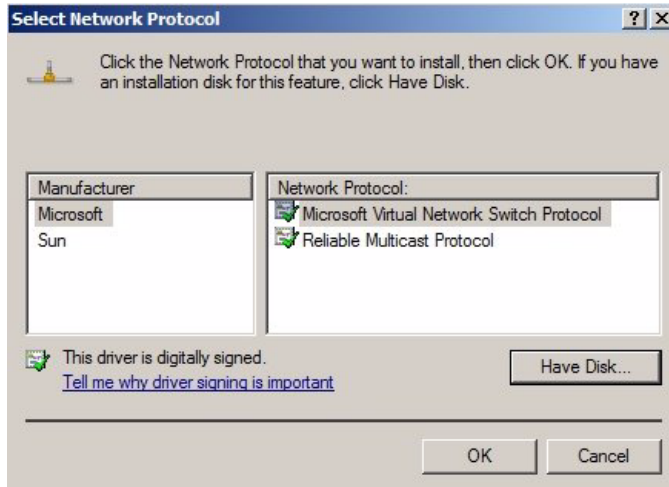 Select Network Protocol
Click the Network Protocol that you want to install, then click OK. If you have
an installation disk for this feature, click Have Disk.
Manufacturer
Microsoft
Sun
Network Protocol:
Microsoft Virtual Network Switch Protocol
Reliable Multicast Protocol
This driver is digitally signed.
Tell me why driver signing is important
Have Disk...
OK
Cancel